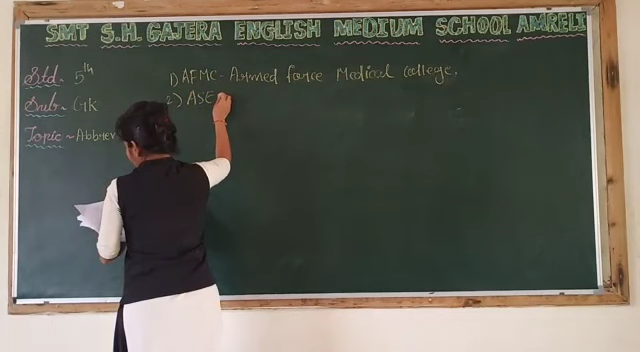 SMT S.H. GAJERA ENGLISH MEDIUM SCHOOL AMRELI
Std - 5th
Sub - GK
Topic ~ Abbrev
1) AFMC - Armed force Medical college.
2) ASE